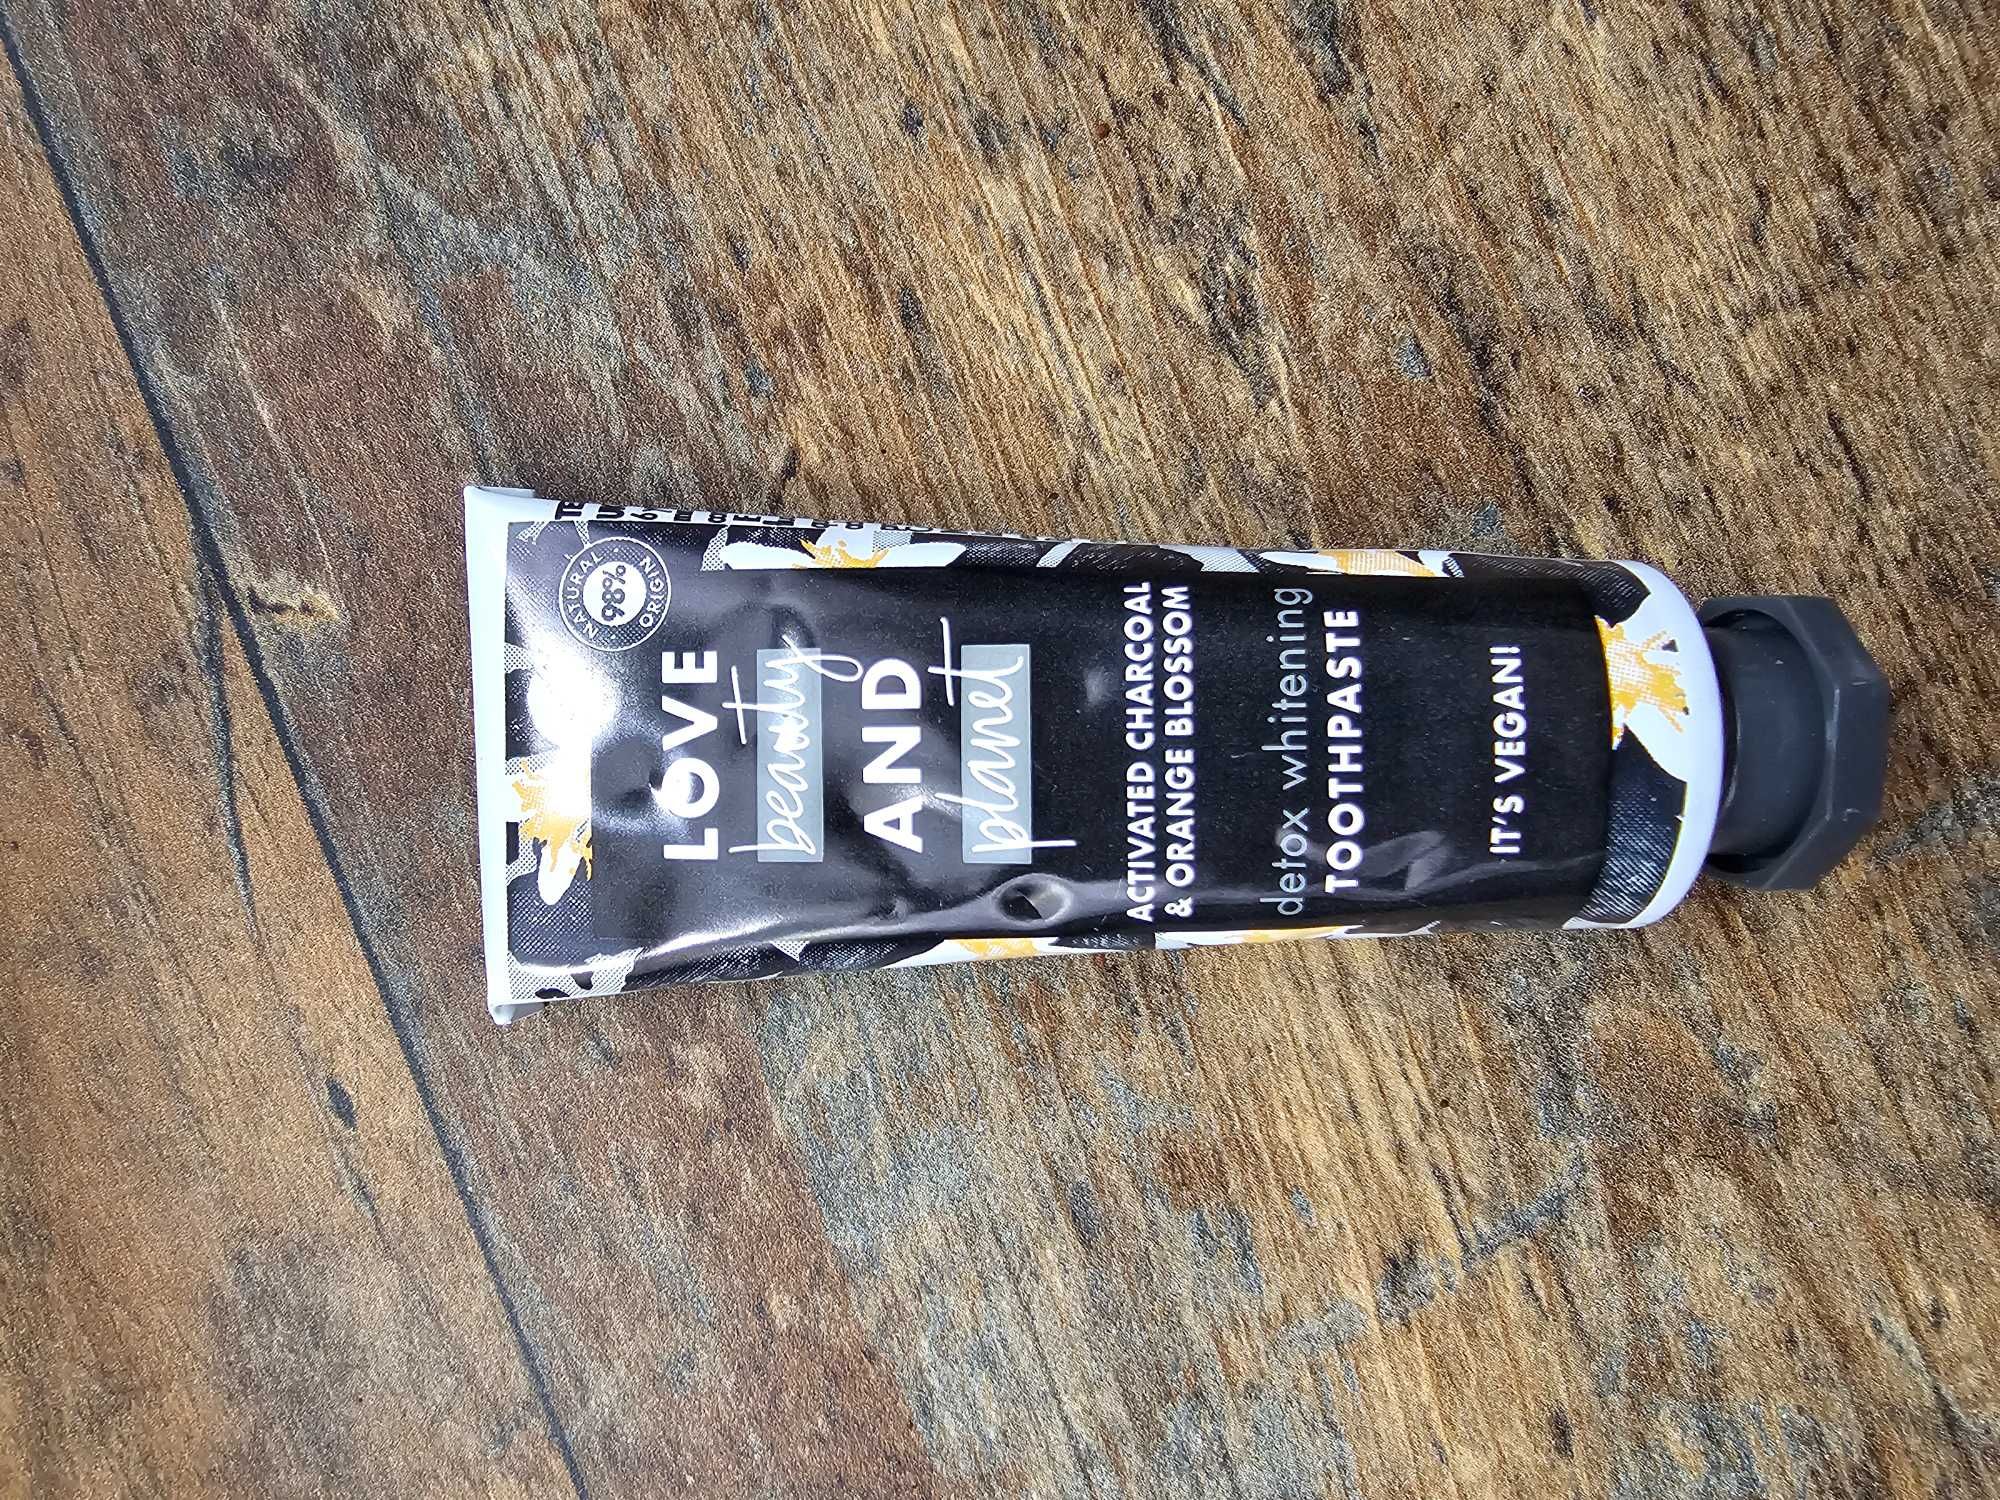 NATURAL
98%
ORIGIN
LOVE
beauty
AND
planet
ACTIVATED CHARCOAL
& ORANGE BLOSSOM
detox whitening
TOOTHPASTE
IT'S VEGAN!